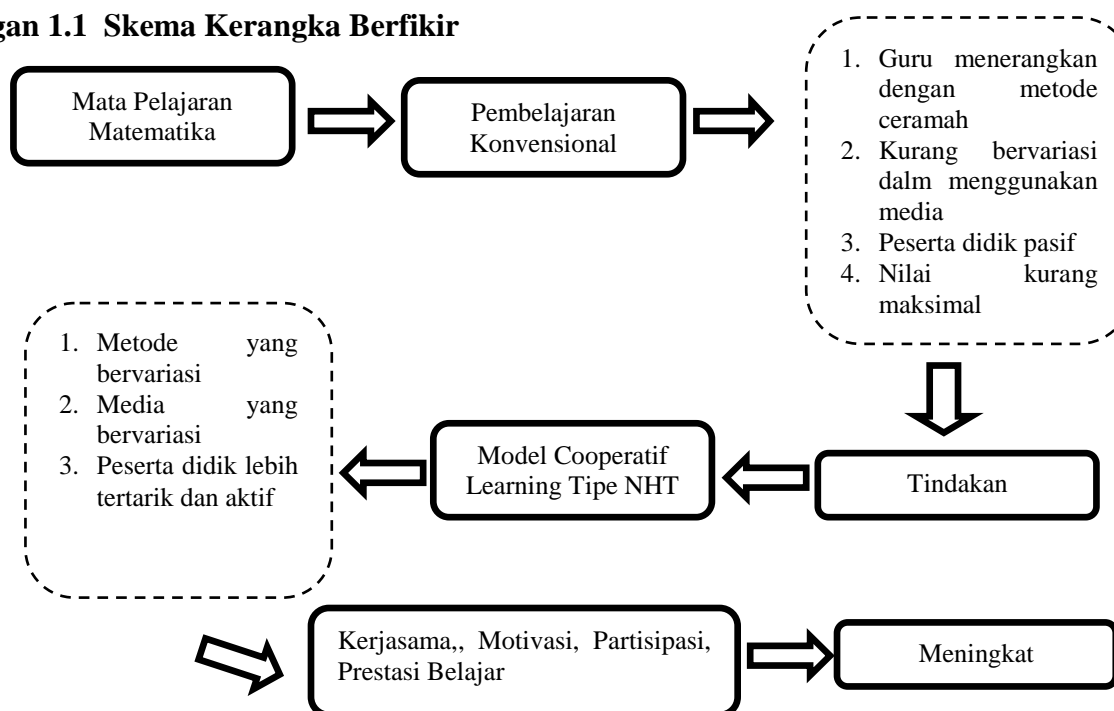 gan 1.1 Skema Kerangka Berfikir
Mata Pelajaran
Matematika
Pembelajaran
Konvensional
1. Guru menerangkan
dengan metode
ceramah
2. Kurang bervariasi
dalm menggunakan
media
3. Peserta didik pasif
4. Nilai kurang
maksimal
Tindakan
Model Cooperatif
Learning Tipe NHT
1. Metode yang
bervariasi
2. Media yang
bervariasi
3. Peserta didik lebih
tertarik dan aktif
Kerjasama,, Motivasi, Partisipasi,
Prestasi Belajar
Meningkat